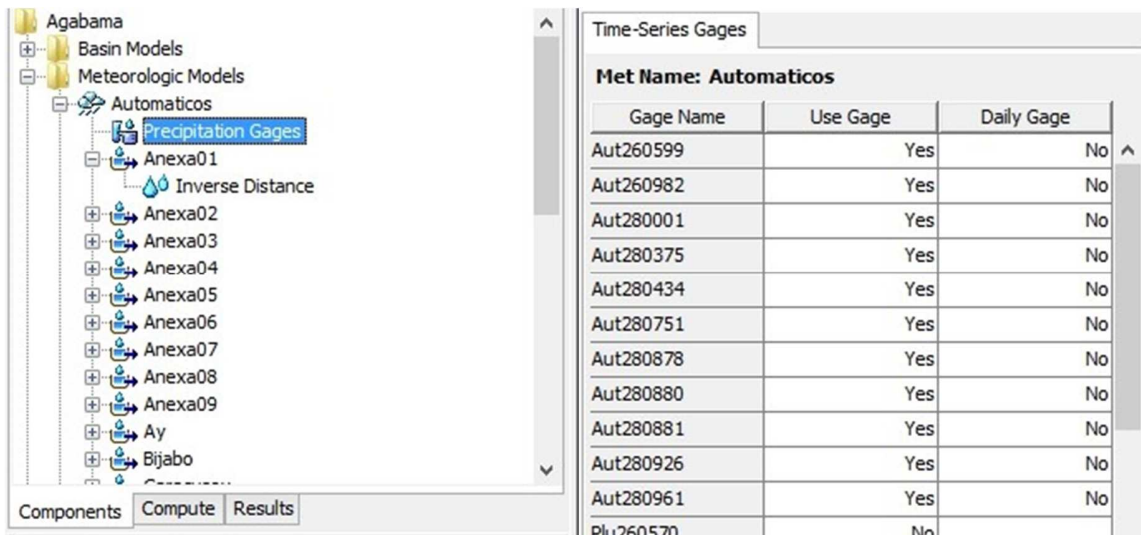 Agabama
Basin Models
Meteorologic Models
Automaticos
Precipitation Gages
Anexa01
Inverse Distance
Anexa02
Anexa03
Anexa04
Anexa05
Anexa06
Anexa07
Anexa08
Anexa09
Ay
Bijabo
Components Compute Results
Time-Series Gages
Met Name: Automaticos
Gage Name Use Gage Daily Gage
Aut260599 Yes No
Aut260982 Yes No
Aut280001 Yes No
Aut280375 Yes No
Aut280434 Yes No
Aut280751 Yes No
Aut280878 Yes No
Aut280880 Yes No
Aut280881 Yes No
Aut280926 Yes No
Aut280961 Yes No
Plu260570 No